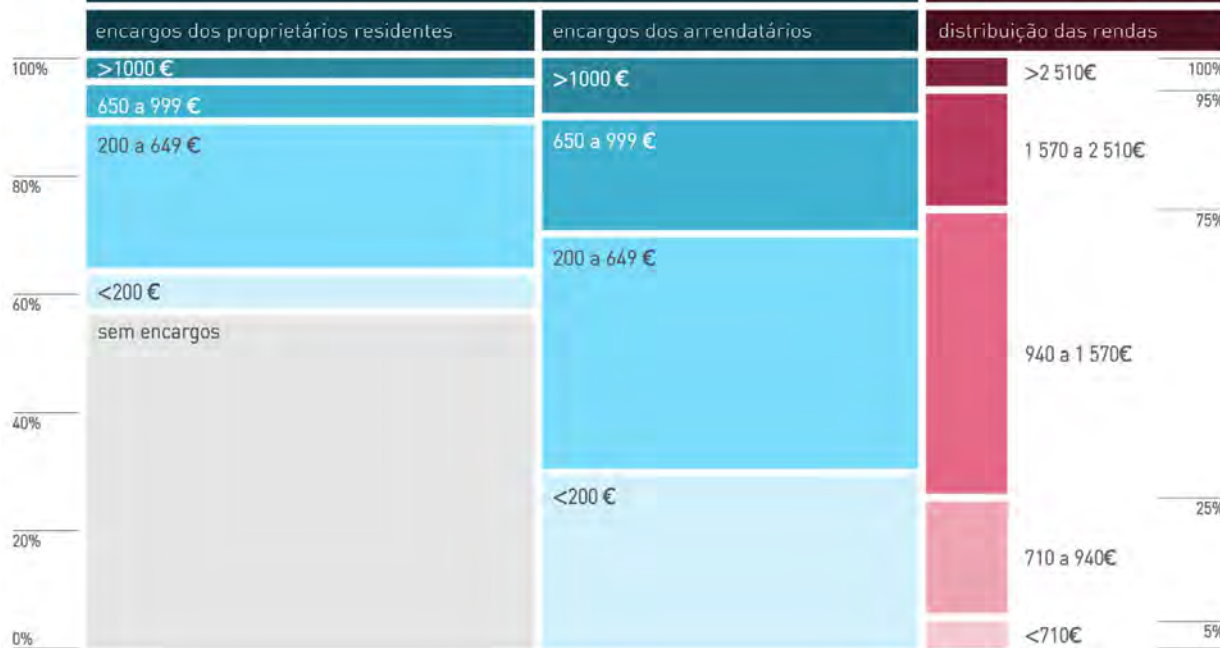 encargos dos proprietários residentes
encargos dos arrendatários
distribuição das rendas
100%
80%
60%
40%
20%
0%
>1000 €
650 a 999 €
200 a 649 €
<200 €
sem encargos
>1000 €
650 a 999 €
200 a 649 €
<200 €
>2 510€
1 570 a 2 510€
940 a 1 570€
710 a 940€
<710€
100%
95%
75%
25%
5%